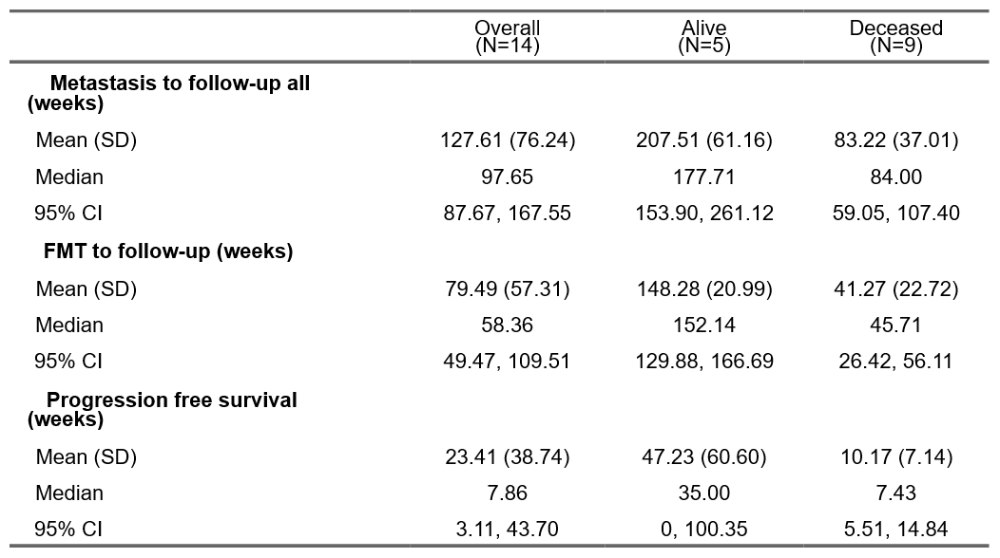 Overall Alive Deceased
(N=14) (N=5) (N=9)
Metastasis to follow-up all
(weeks)
Mean (SD) 127.61 (76.24) 207.51 (61.16) 83.22 (37.01)
Median 97.65 177.71 84.00
95% CI 87.67, 167.55 153.90, 261.12 59.05, 107.40
FMT to follow-up (weeks)
Mean (SD) 79.49 (57.31) 148.28 (20.99) 41.27 (22.72)
Median 58.36 152.14 45.71
95% CI 49.47, 109.51 129.88, 166.69 26.42, 56.11
Progression free survival
(weeks)
Mean (SD) 23.41 (38.74) 47.23 (60.60) 10.17 (7.14)
Median 7.86 35.00 7.43
95% CI 3.11, 43.70 0, 100.35 5.51, 14.84